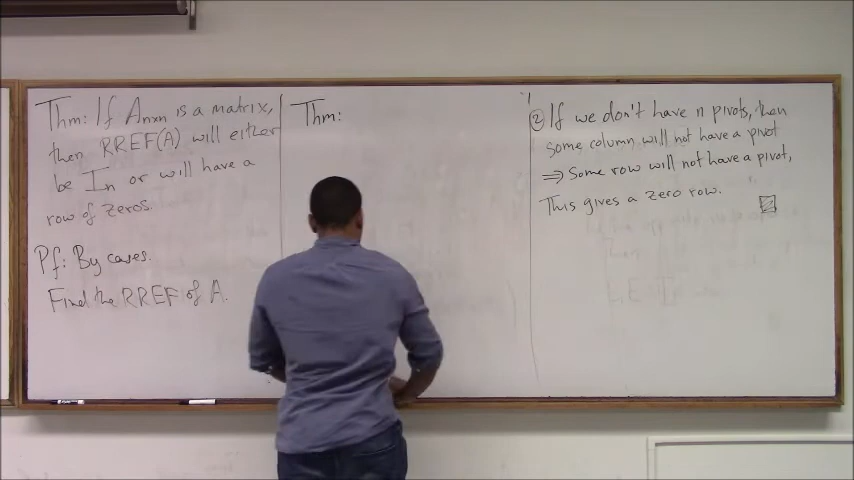 Thm: If Anxn is a matrix,
then RREF(A) will either
be In or will have a
row of zeros.
Pf: By cases.
Find the RREF of A.
Thm:
② If we don't have n pivots, then
some column will not have a pivot
⇒ Some row will not have a pivot,
This gives a zero row.